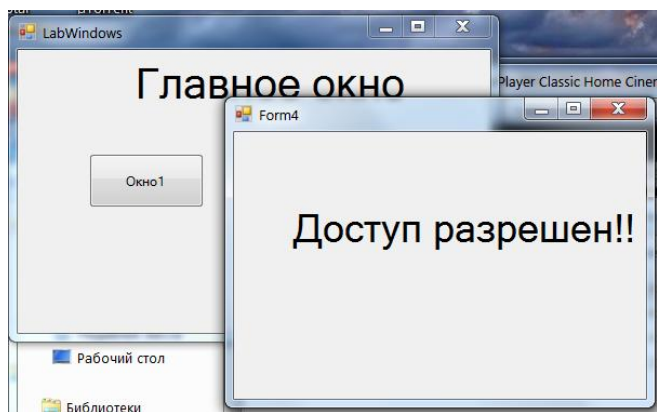 LabWindows
Главное окно
Player Classic Home Ciner
Form4
Окно1
Доступ разрешен!!
Рабочий стол
Библиотеки